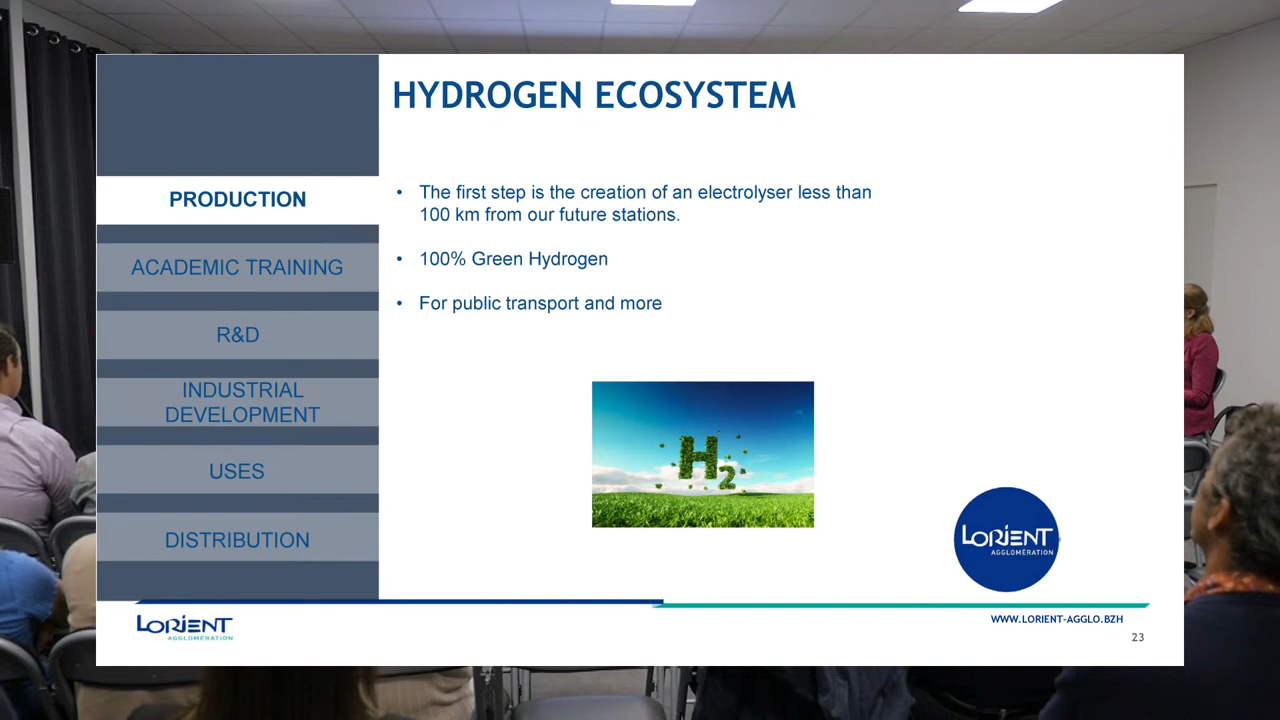 HYDROGEN ECOSYSTEM
PRODUCTION
ACADEMIC TRAINING
R&D
INDUSTRIAL
DEVELOPMENT
USES
DISTRIBUTION
• The first step is the creation of an electrolyser less than
100 km from our future stations.
• 100% Green Hydrogen
• For public transport and more
H2
LORIENT
AGGLOMÉRATION
LORIENT
AGGLOMÉRATION
WWW.LORIENT-AGGLO.BZH
23